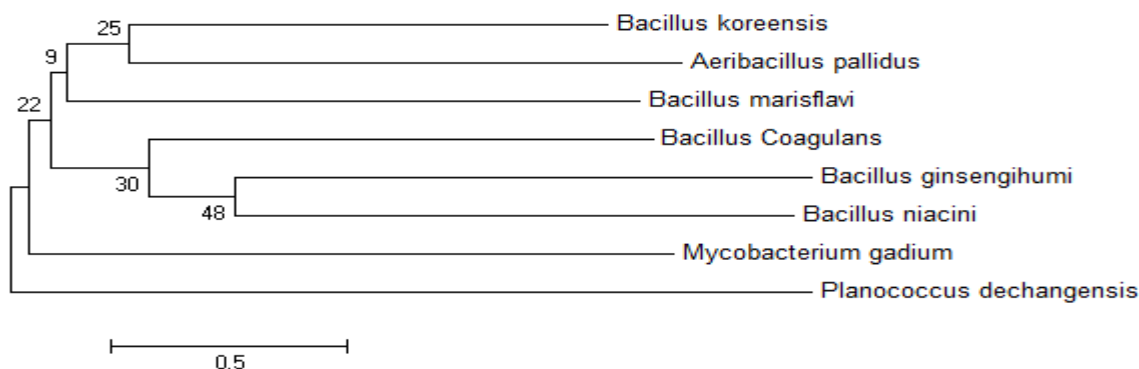 25
Bacillus koreensis
9
Aeribacillus pallidus
22
Bacillus marisflavi
Bacillus Coagulans
30
Bacillus ginsengihumi
48
Bacillus niacini
Mycobacterium gadium
Planococcus dechangensis
0.5